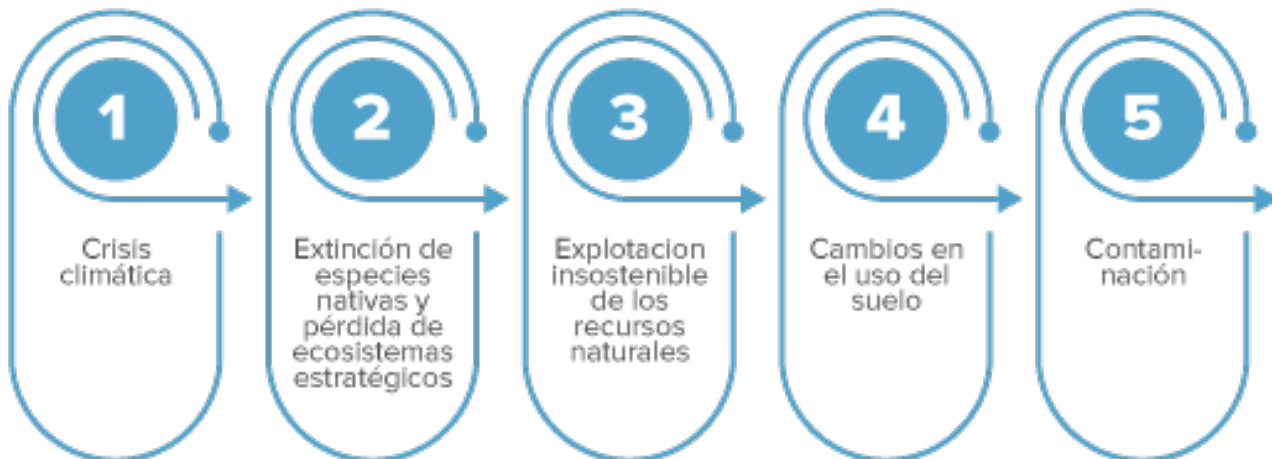 1
Crisis
climática
2
Extinción de
especies
nativas y
pérdida de
ecosistemas
estratégicos
3
Explotacion
insostenible
de los
recursos
naturales
4
Cambios en
el uso del
suelo
5
Contami-
nación